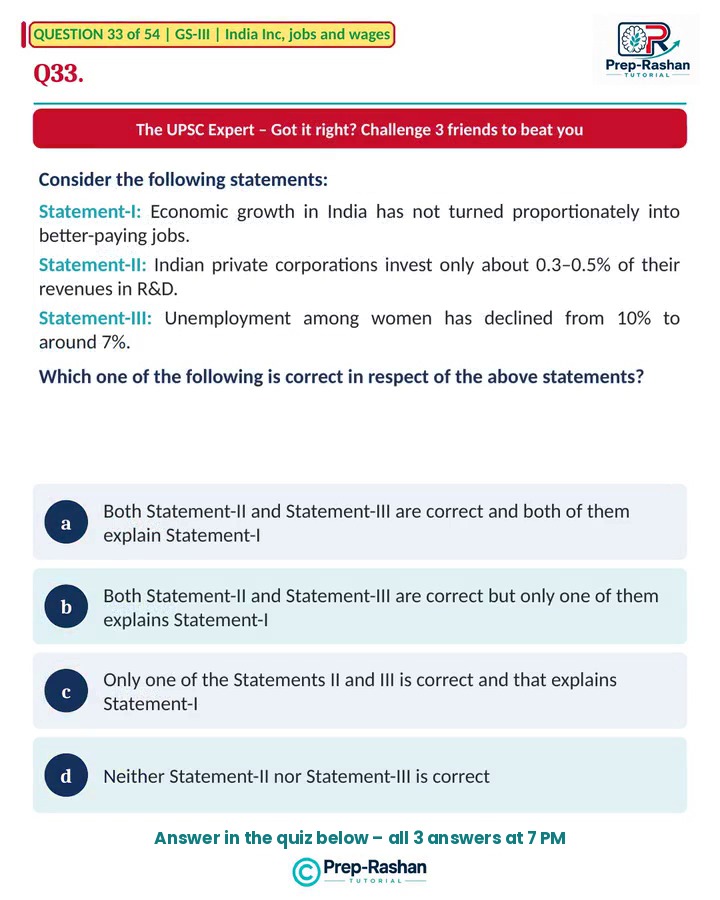 QUESTION 33 of 54 | GS-III | India Inc, jobs and wages
Prep-Rashan
TUTORIAL
Q33.
The UPSC Expert – Got it right? Challenge 3 friends to beat you
Consider the following statements:
Statement-I: Economic growth in India has not turned proportionately into
better-paying jobs.
Statement-II: Indian private corporations invest only about 0.3–0.5% of their
revenues in R&D.
Statement-III: Unemployment among women has declined from 10% to
around 7%.
Which one of the following is correct in respect of the above statements?
a
Both Statement-II and Statement-III are correct and both of them
explain Statement-I
b
Both Statement-II and Statement-III are correct but only one of them
explains Statement-I
c
Only one of the Statements II and III is correct and that explains
Statement-I
d
Neither Statement-II nor Statement-III is correct
Answer in the quiz below – all 3 answers at 7 PM
© Prep-Rashan
TUTORIAL